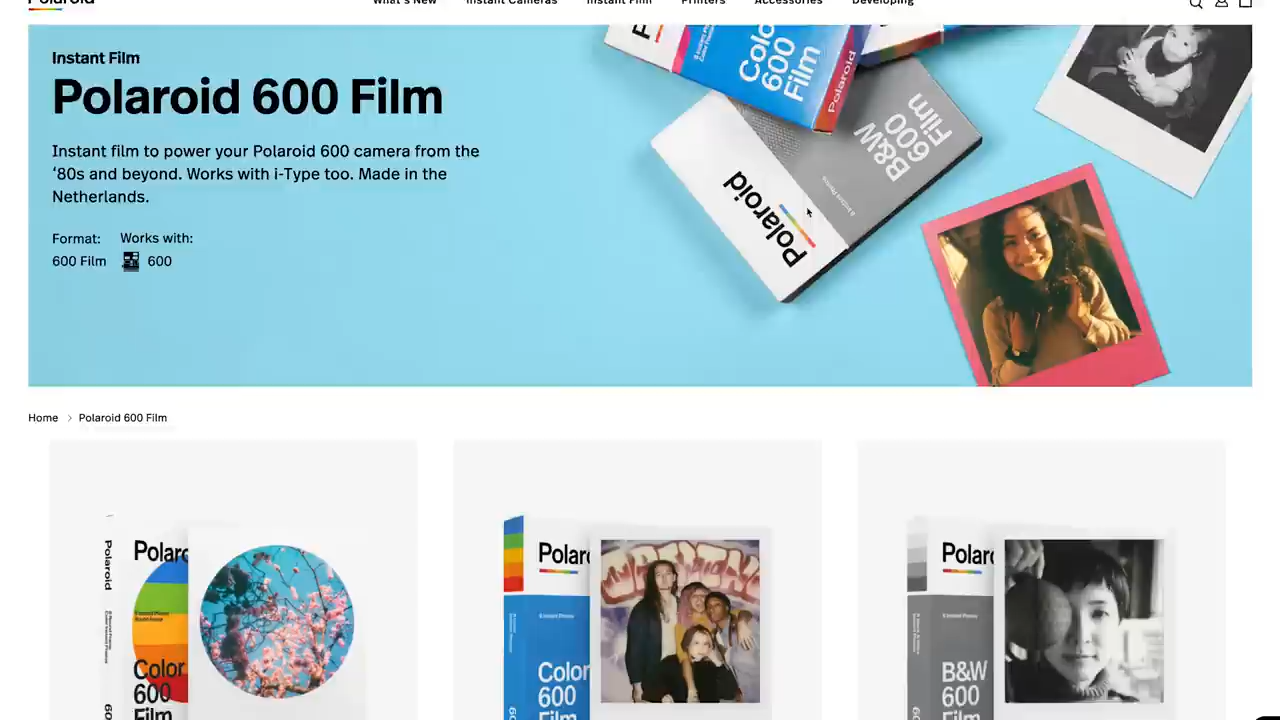 Polaroid
What's New
Instant Cameras
Instant Film
Printers
Accessories
Developing
Instant Film
Polaroid 600 Film
Instant film to power your Polaroid 600 camera from the
‘80s and beyond. Works with i-Type too. Made in the
Netherlands.
Format:
Works with:
600 Film
600
Color
600
Film
Polaroid
B&W
600
Film
Polaroid
Home
Polaroid 600 Film
Polaroid
Polaro
Color
600
Film
Polaro
Color
600
Film
Polaro
B&W
600
Film